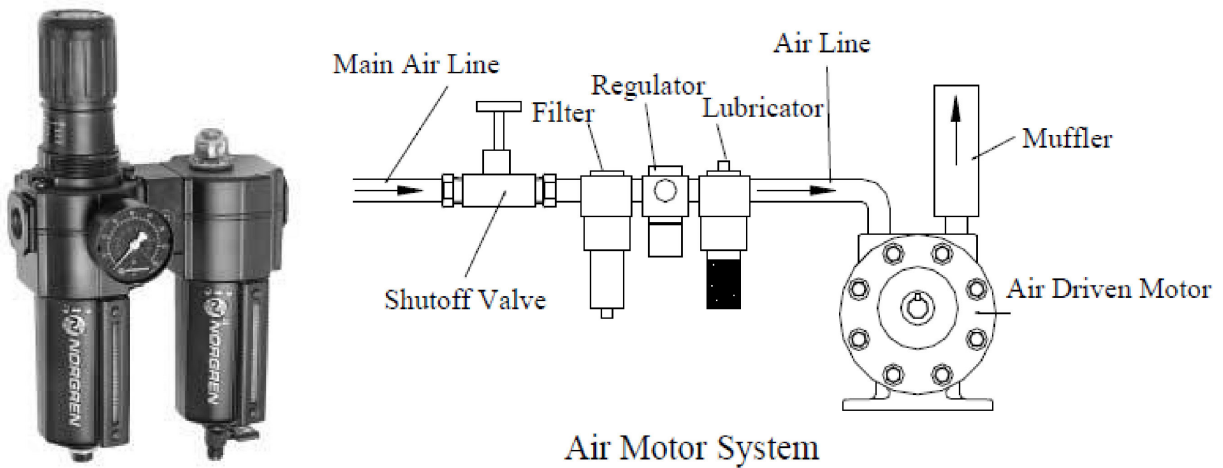 Main Air Line
Air Line
Regulator
Filter
Lubricator
Muffler
Shutoff Valve
Air Driven Motor
NORGREN
NORGREN
Air Motor System